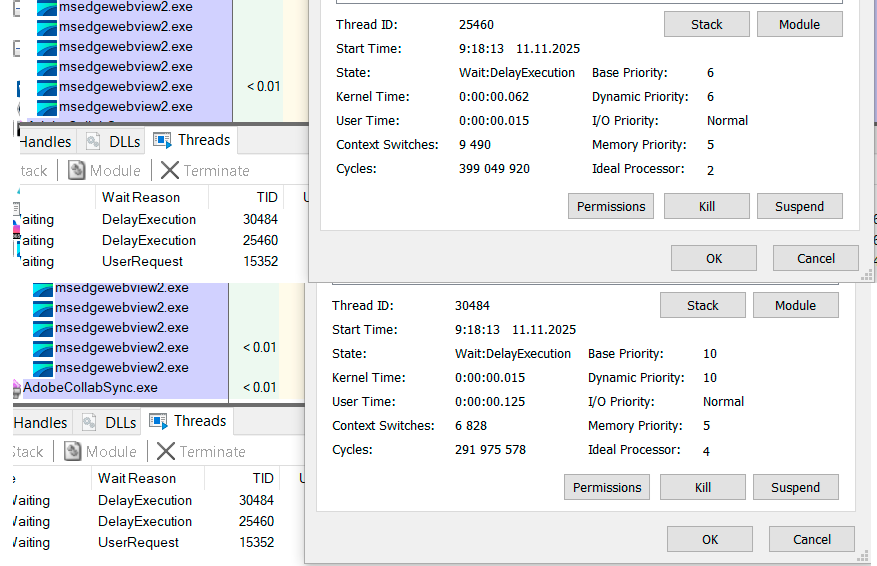 msedgewebview2.exe
msedgewebview2.exe
msedgewebview2.exe
msedgewebview2.exe
msedgewebview2.exe < 0.01
msedgewebview2.exe
Handles DLLs Threads
Stack Module Terminate
Wait Reason TID
aiting DelayExecution 30484
aiting DelayExecution 25460
aiting UserRequest 15352
Thread ID: 25460 Stack Module
Start Time: 9:18:13 11.11.2025
State: Wait:DelayExecution Base Priority: 6
Kernel Time: 0:00:00.062 Dynamic Priority: 6
User Time: 0:00:00.015 I/O Priority: Normal
Context Switches: 9 490 Memory Priority: 5
Cycles: 399 049 920 Ideal Processor: 2
Permissions Kill Suspend
OK Cancel
msedgewebview2.exe
msedgewebview2.exe
msedgewebview2.exe
msedgewebview2.exe < 0.01
msedgewebview2.exe
AdobeCollabSync.exe < 0.01
Handles DLLs Threads
Stack Module Terminate
Wait Reason TID
Waiting DelayExecution 30484
Waiting DelayExecution 25460
Waiting UserRequest 15352
Thread ID: 30484 Stack Module
Start Time: 9:18:13 11.11.2025
State: Wait:DelayExecution Base Priority: 10
Kernel Time: 0:00:00.015 Dynamic Priority: 10
User Time: 0:00:00.125 I/O Priority: Normal
Context Switches: 6 828 Memory Priority: 5
Cycles: 291 975 578 Ideal Processor: 4
Permissions Kill Suspend
OK Cancel